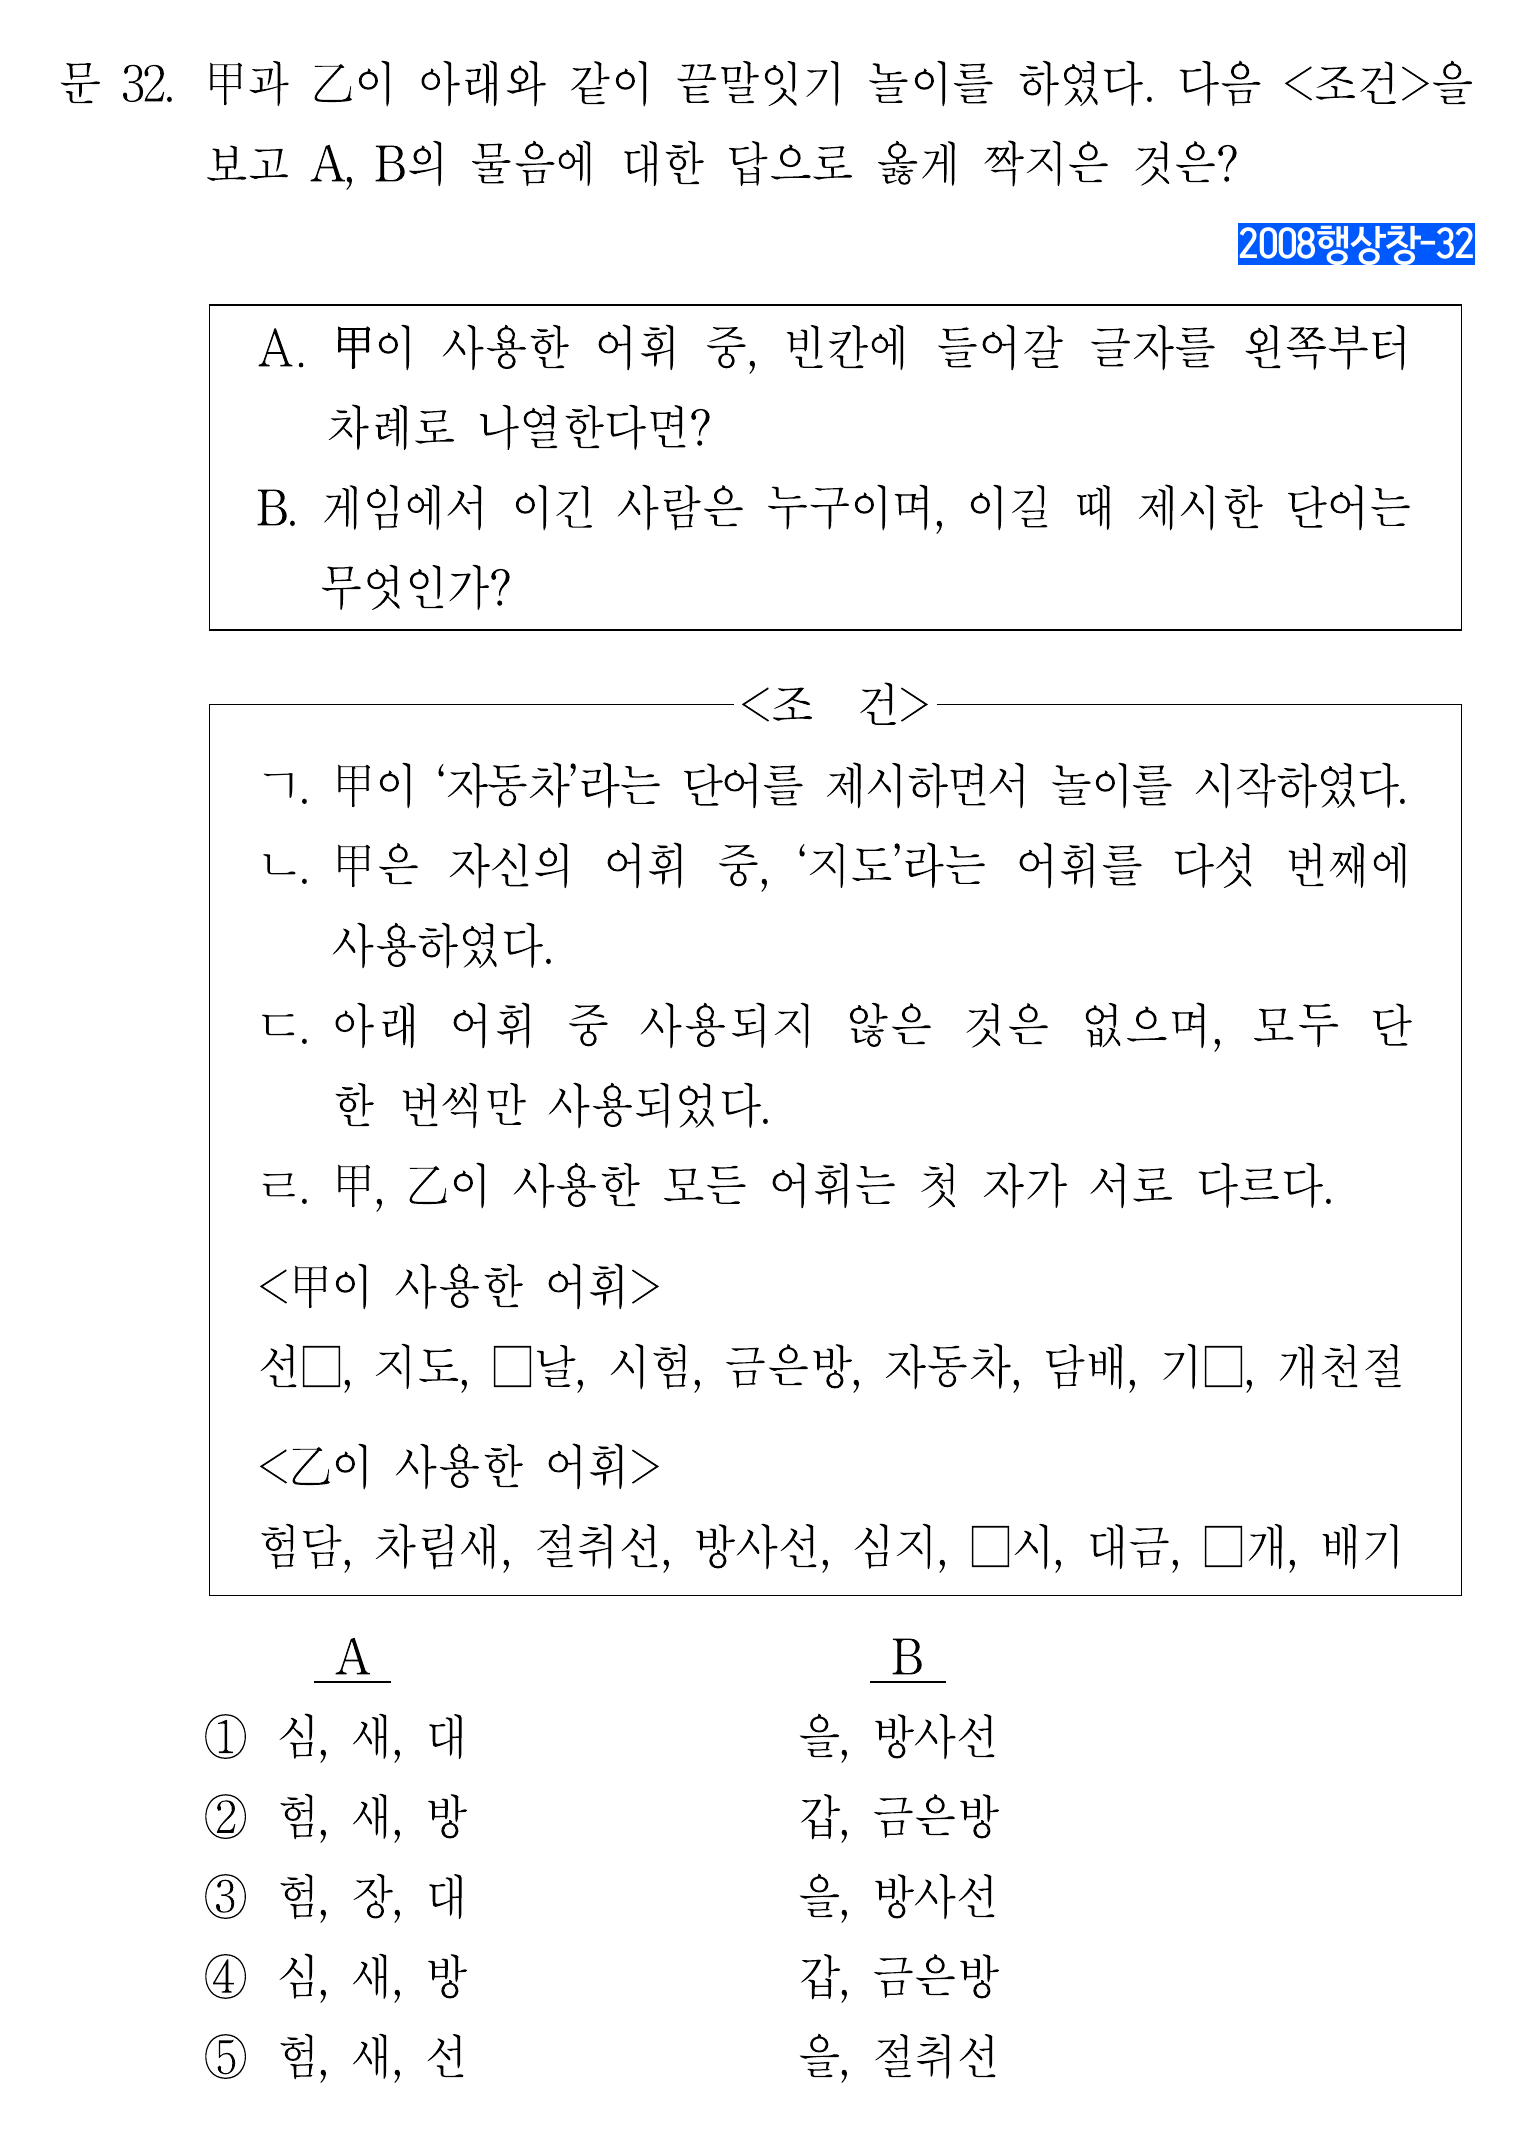 문 32. 甲과 乙이 아래와 같이 끝말잇기 놀이를 하였다. 다음 <조건>을
보고 A, B의 물음에 대한 답으로 옳게 짝지은 것은?
2008행상창-32
A. 甲이 사용한 어휘 중, 빈칸에 들어갈 글자를 왼쪽부터
차례로 나열한다면?
B. 게임에서 이긴 사람은 누구이며, 이길 때 제시한 단어는
무엇인가?
<조 건>
ㄱ. 甲이 ‘자동차’라는 단어를 제시하면서 놀이를 시작하였다.
ㄴ. 甲은 자신의 어휘 중, ‘지도’라는 어휘를 다섯 번째에
사용하였다.
ㄷ. 아래 어휘 중 사용되지 않은 것은 없으며, 모두 단
한 번씩만 사용되었다.
ㄹ. 甲, 乙이 사용한 모든 어휘는 첫 자가 서로 다르다.
<甲이 사용한 어휘>
선□, 지도, □날, 시험, 금은방, 자동차, 담배, 기□, 개천절
<乙이 사용한 어휘>
험담, 차림새, 절취선, 방사선, 심지, □시, 대금, □개, 배기
A B
① 심, 새, 대 을, 방사선
② 험, 새, 방 갑, 금은방
③ 험, 장, 대 을, 방사선
④ 심, 새, 방 갑, 금은방
⑤ 험, 새, 선 을, 절취선